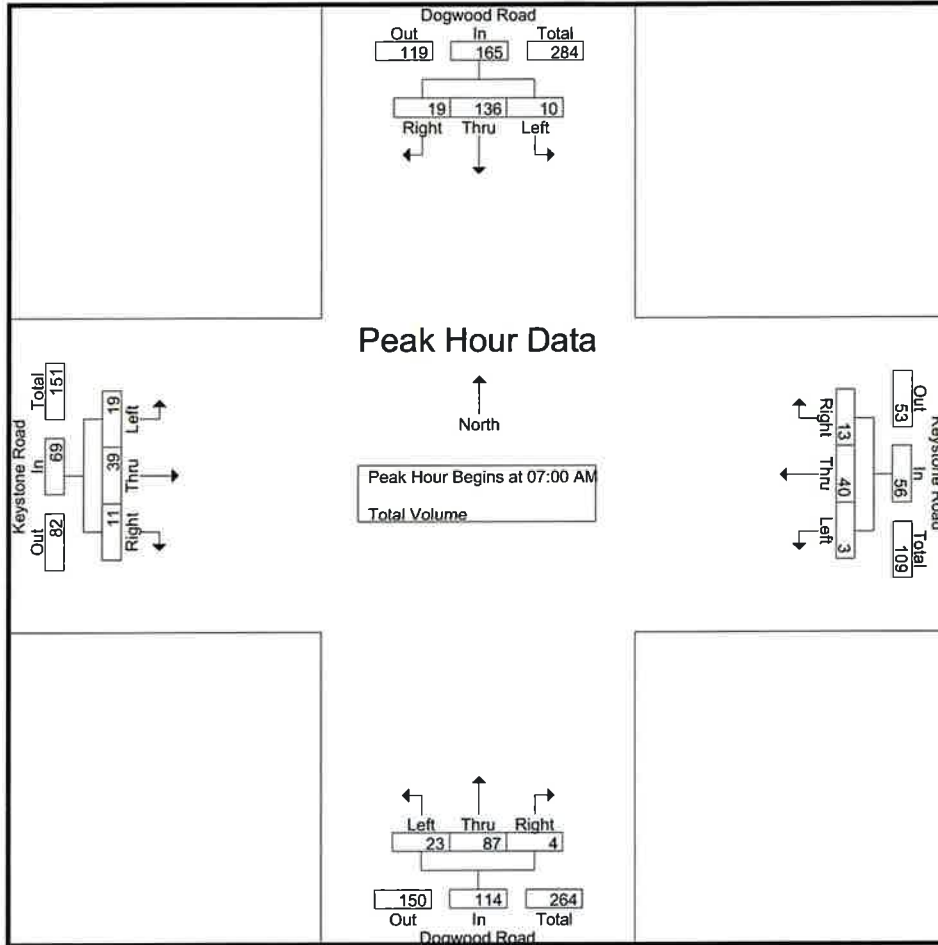 Dogwood Road
Out In Total
119 165 284
19 136 10
Right Thru Left
Peak Hour Data
North
Peak Hour Begins at 07:00 AM
Total Volume
Keystone Road
Out In Total
82 69 151
Left Thru Right
19 39 11
Keystone Road
Out In Total
53 56 109
Right Thru Left
13 40 3
Left Thru Right
23 87 4
150 114 264
Out In Total
Dogwood Road